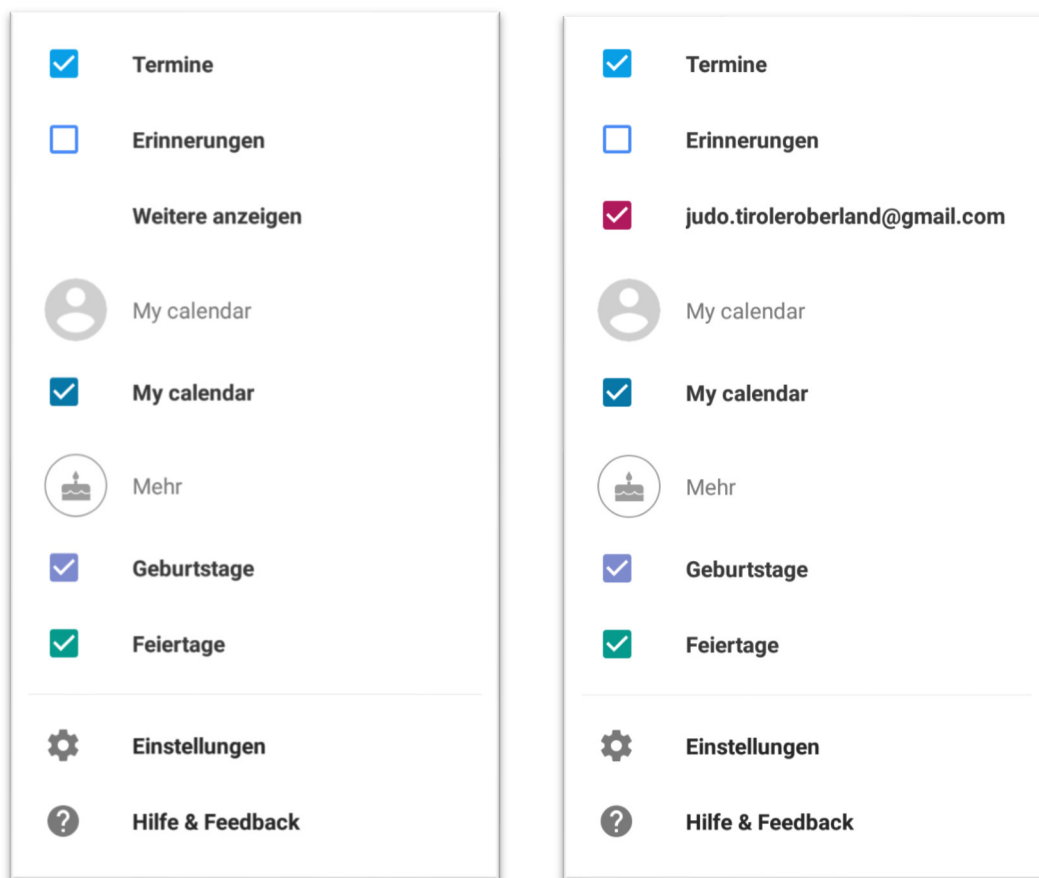 Termine
Erinnerungen
Weitere anzeigen
My calendar
My calendar
Mehr
Geburtstage
Feiertage
Einstellungen
Hilfe & Feedback
Termine
Erinnerungen
judo.tiroleroberland@gmail.com
My calendar
My calendar
Mehr
Geburtstage
Feiertage
Einstellungen
Hilfe & Feedback